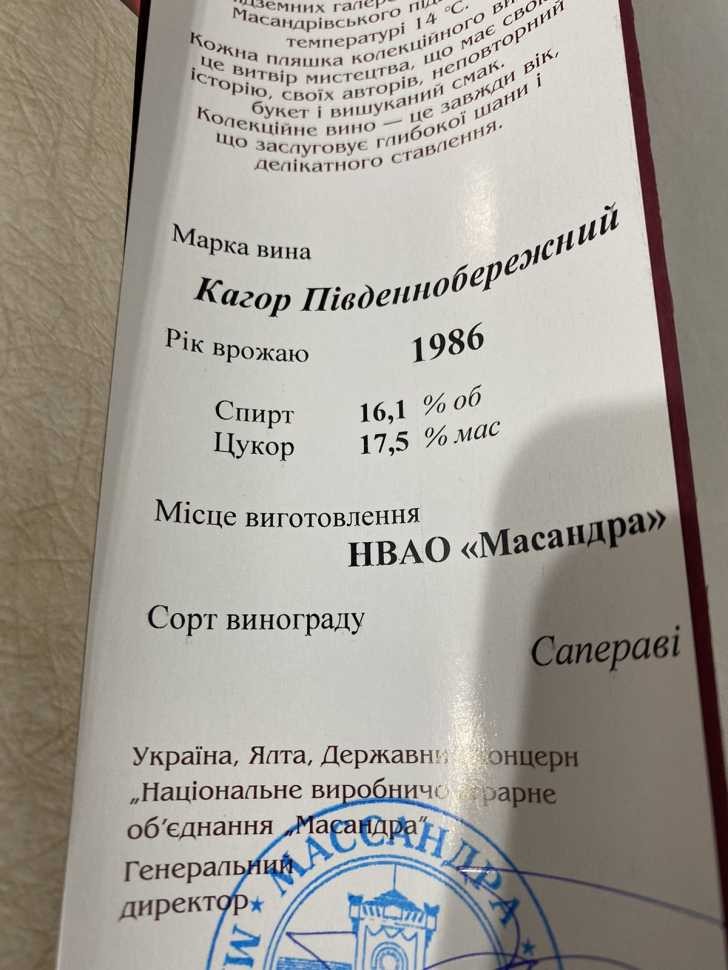 Масандрівського
температурі 14 °C.
Кожна пляшка колекційного
це витвір мистецтва, що має свою
історію, своїх авторів, неповторний
букет і вишуканий смак.
Колекційне вино — це завжди вік,
що заслуговує глибокої шани і
делікатного ставлення.
Марка вина
Кагор Південнобережний
Рік врожаю 1986
Спирт 16,1 % об
Цукор 17,5 % мас
Місце виготовлення
НВАО «Масандра»
Сорт винограду
Сапераві
Україна, Ялта,
„Національне
об’єднання „Масандра”
Генеральний
директор
МАССАНДРА